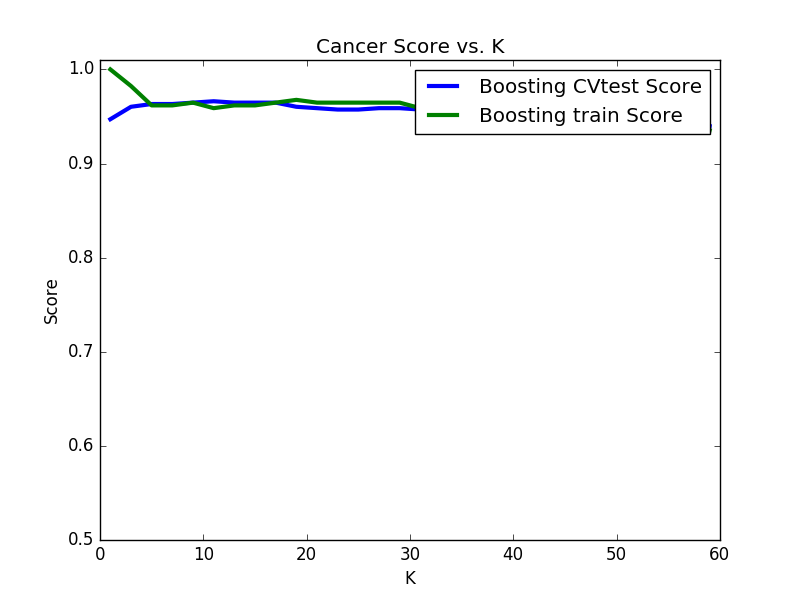 Cancer Score vs. K
1.0
0.9
0.8
0.7
0.6
0.5
Score
Boosting CVtest Score
Boosting train Score
0 10 20 30 40 50 60
K